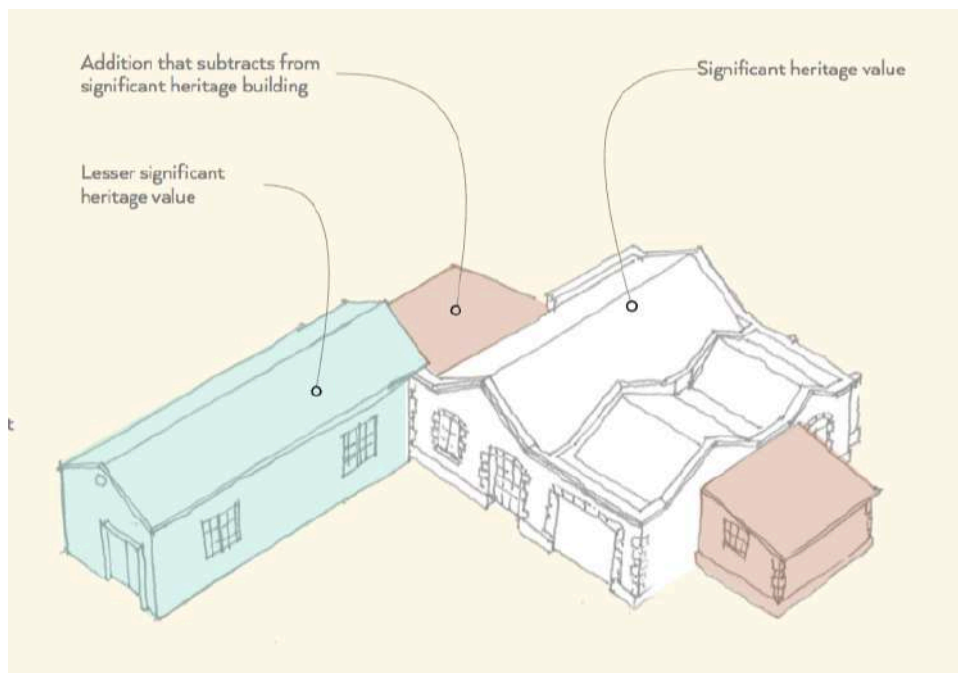 Addition that subtracts from
significant heritage building
Significant heritage value
Lesser significant
heritage value
t